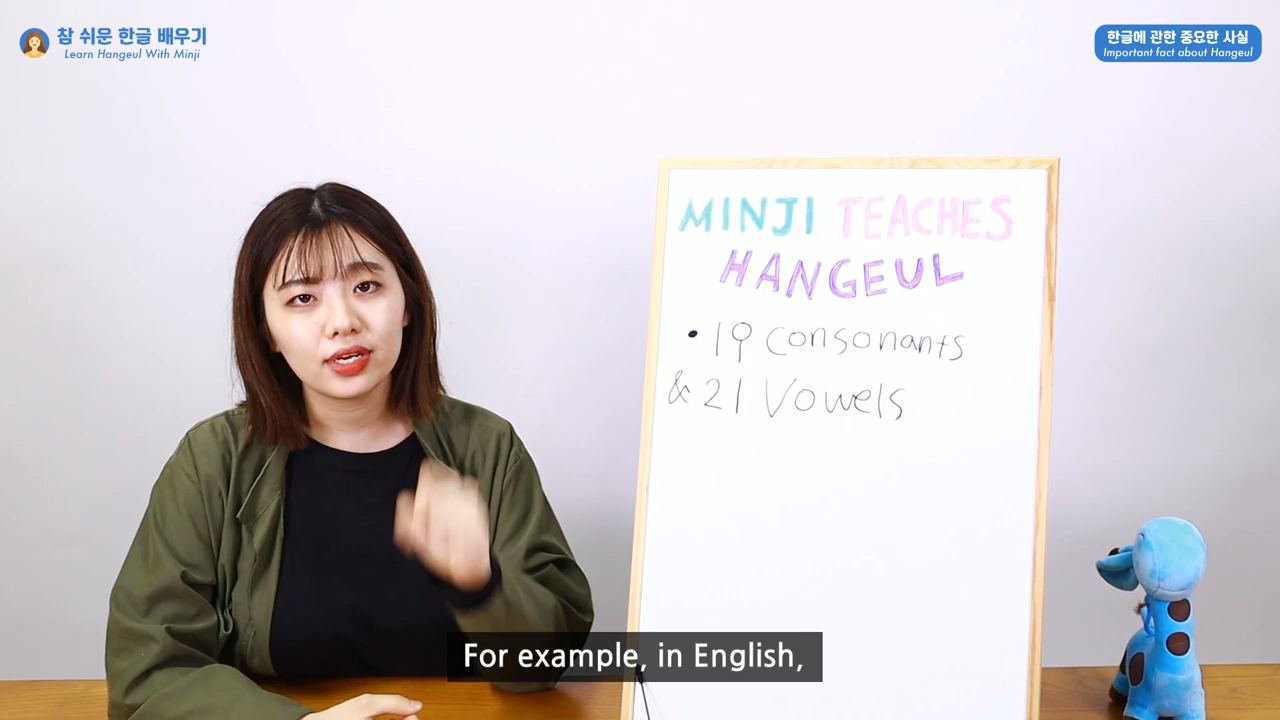 참 쉬운 한글 배우기
Learn Hangeul With Minji
한글에 관한 중요한 사실
Important fact about Hangeul
MINJI TEACHES
HANGEUL
• 19 consonants
& 21 Vowels
For example, in English,